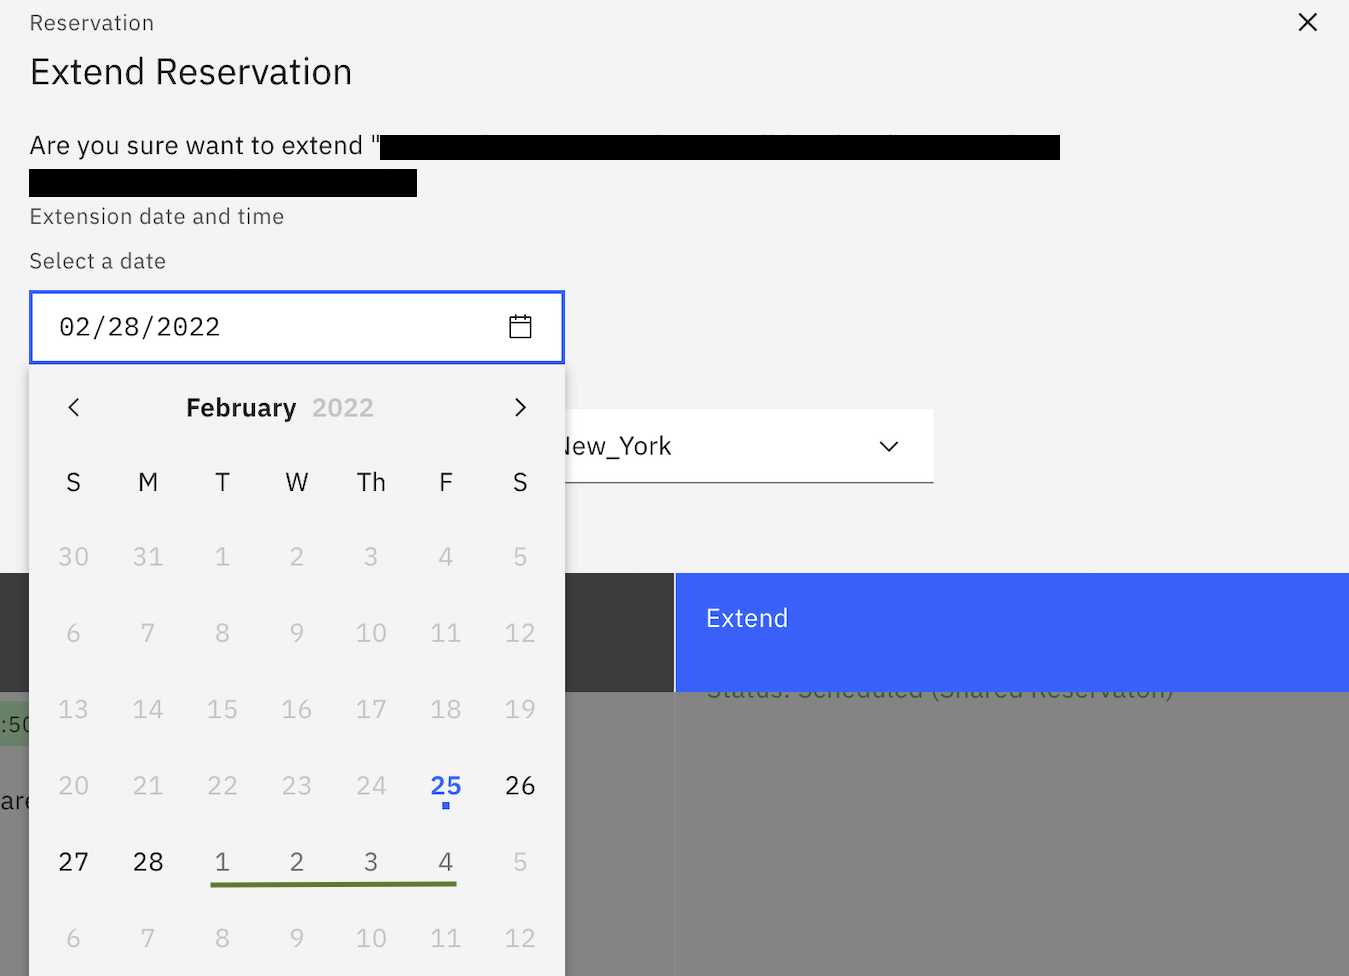 Reservation
Extend Reservation
Are you sure want to extend "
Extension date and time
Select a date
02/28/2022
February 2022
New_York
S M T W Th F S
30 31 1 2 3 4 5
6 7 8 9 10 11 12
Extend
13 14 15 16 17 18 19
Status: Scheduled (Shared Reservaton)
:50
20 21 22 23 24 25 26
are
27 28 1 2 3 4 5
6 7 8 9 10 11 12